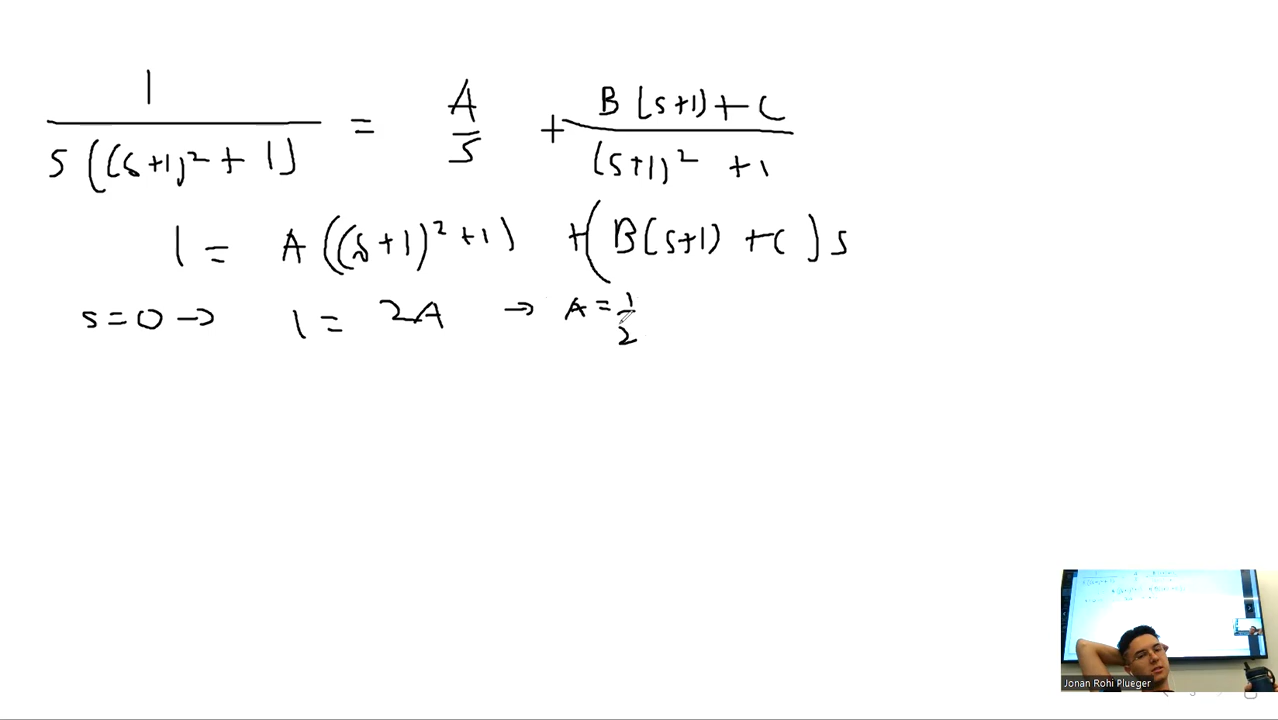 1 / s((s+1)² + 1) = A / s + B(s+1) + C / (s+1)² + 1
1 = A((s+1)² + 1) + (B(s+1) + C)s
s = 0 → 1 = 2A → A = 1/2
Jonan Rohi Plueger